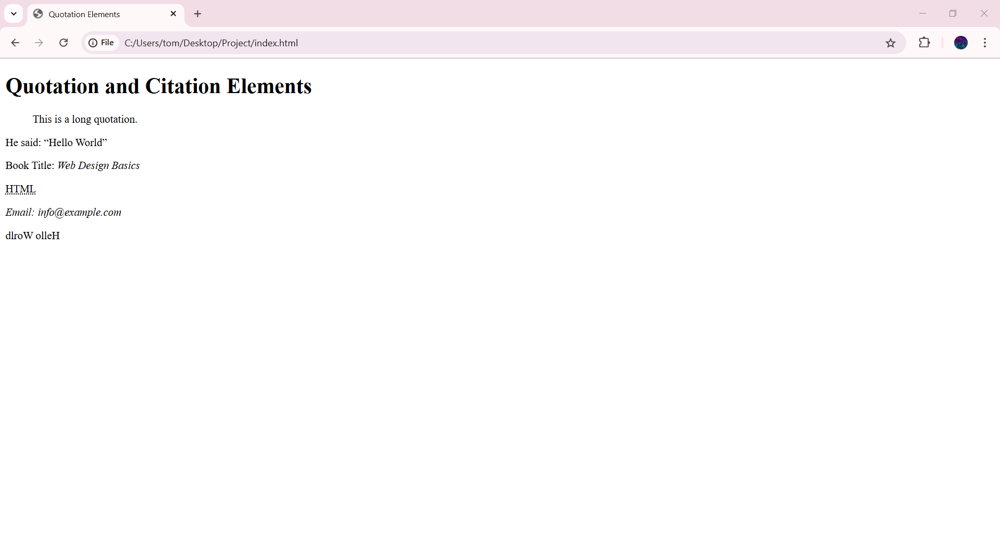 Quotation Elements
File C:/Users/tom/Desktop/Project/index.html
Quotation and Citation Elements
This is a long quotation.
He said: “Hello World”
Book Title: Web Design Basics
HTML
Email: info@example.com
dlroW olleH